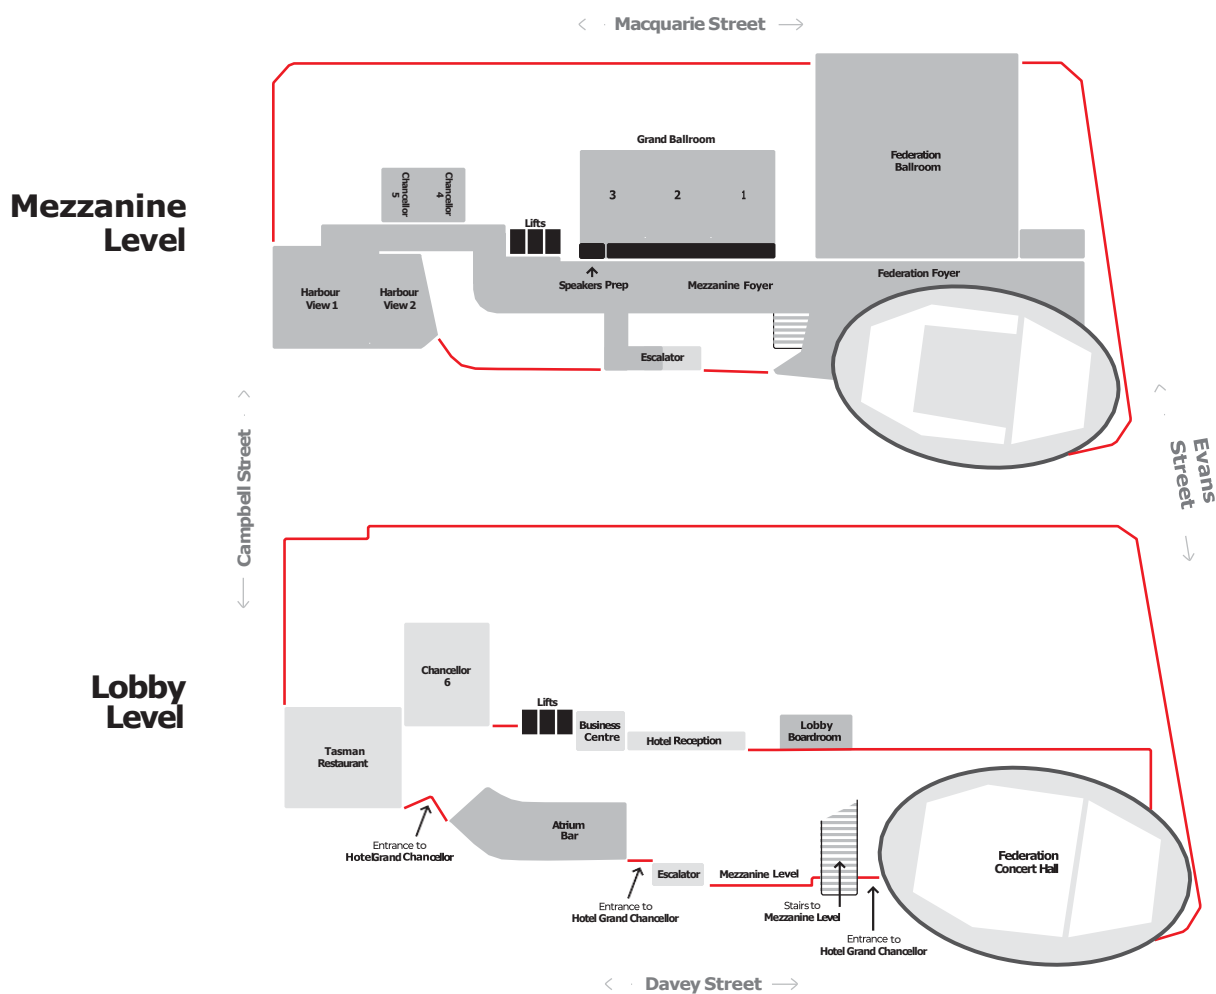 Macquarie Street
Mezzanine
Level
Grand Ballroom
3
2
1
Federation
Ballroom
Chancellor
5
Chancellor
4
Lifts
Harbour
View 1
Harbour
View 2
Speakers Prep
Mezzanine Foyer
Federation Foyer
Escalator
Campbell Street
Evans
Street
Lobby
Level
Chancellor
6
Lifts
Business
Centre
Hotel Reception
Lobby
Boardroom
Tasman
Restaurant
Atrium
Bar
Entrance to
Hotel Grand Chancellor
Escalator
Mezzanine Level
Federation
Concert Hall
Entrance to
Hotel Grand Chancellor
Stairs to
Mezzanine Level
Entrance to
Hotel Grand Chancellor
Davey Street